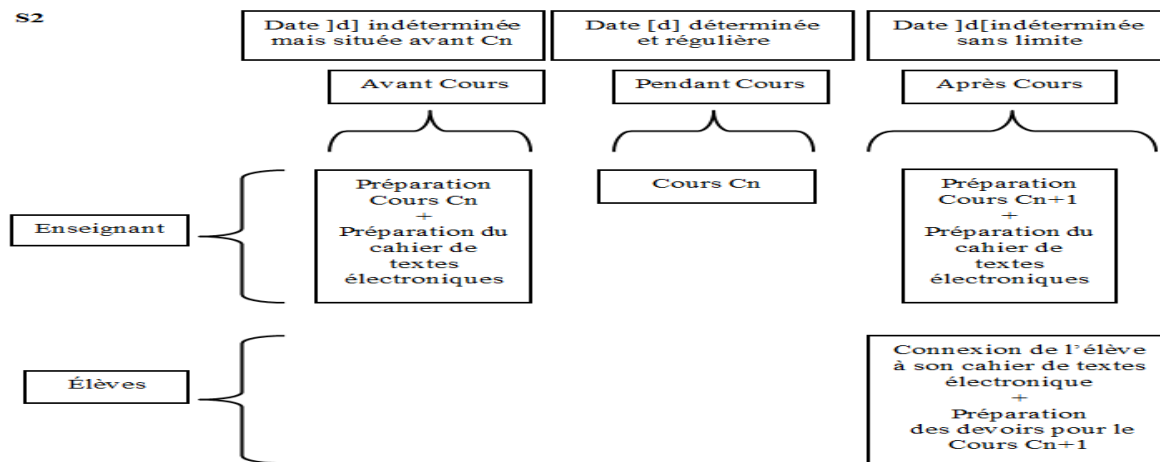 S2
Date ]d] indéterminée
mais située avant Cn
Date [d] déterminée
et régulière
Date ]d[indéterminée
sans limite
Avant Cours
Pendant Cours
Après Cours
Enseignant
Préparation
Cours Cn
+
Préparation du
cahier de
textes
électroniques
Cours Cn
Préparation
Cours Cn+1
+
Préparation du
cahier de
textes
électroniques
Élèves
Connexion de l'élève
à son cahier de textes
électronique
+
Préparation
des devoirs pour le
Cours Cn+1